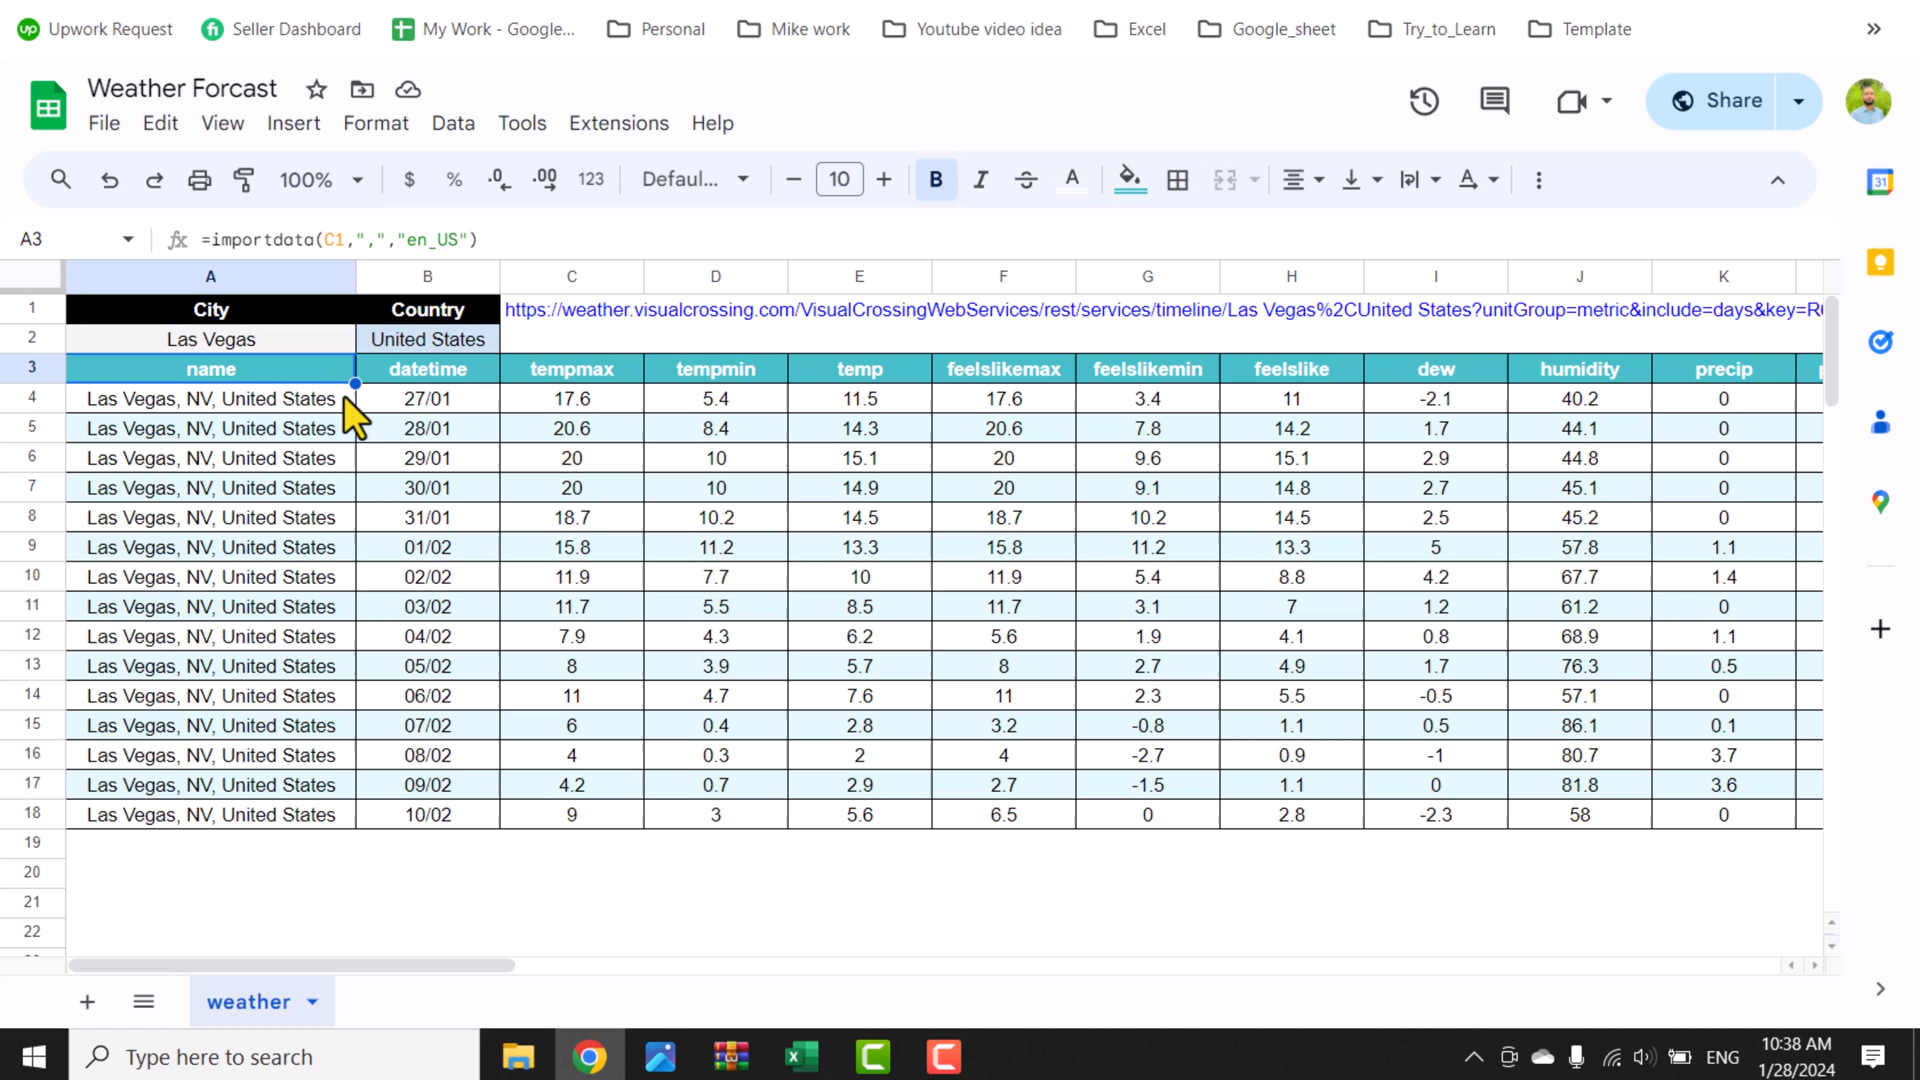 up Upwork Request fi Seller Dashboard My Work - Google... Personal Mike work Youtube video idea Excel Google_sheet Try_to_Learn Template »
Weather Forcast
File Edit View Insert Format Data Tools Extensions Help
Share
100% $ % .0 .00 123 Defaul... − 10 + B I A
31
A3 fx =importdata(C1,",","en_US")
A B C D E F G H I J K
1 City Country https://weather.visualcrossing.com/VisualCrossingWebServices/rest/services/timeline/Las Vegas%2CUnited States?unitGroup=metric&include=days&key=R
2 Las Vegas United States
3 name datetime tempmax tempmin temp feelslikemax feelslikemin feelslike dew humidity precip
4 Las Vegas, NV, United States 27/01 17.6 5.4 11.5 17.6 3.4 11 -2.1 40.2 0
5 Las Vegas, NV, United States 28/01 20.6 8.4 14.3 20.6 7.8 14.2 1.7 44.1 0
6 Las Vegas, NV, United States 29/01 20 10 15.1 20 9.6 15.1 2.9 44.8 0
7 Las Vegas, NV, United States 30/01 20 10 14.9 20 9.1 14.8 2.7 45.1 0
8 Las Vegas, NV, United States 31/01 18.7 10.2 14.5 18.7 10.2 14.5 2.5 45.2 0
9 Las Vegas, NV, United States 01/02 15.8 11.2 13.3 15.8 11.2 13.3 5 57.8 1.1
10 Las Vegas, NV, United States 02/02 11.9 7.7 10 11.9 5.4 8.8 4.2 67.7 1.4
11 Las Vegas, NV, United States 03/02 11.7 5.5 8.5 11.7 3.1 7 1.2 61.2 0
12 Las Vegas, NV, United States 04/02 7.9 4.3 6.2 5.6 1.9 4.1 0.8 68.9 1.1
13 Las Vegas, NV, United States 05/02 8 3.9 5.7 8 2.7 4.9 1.7 76.3 0.5
14 Las Vegas, NV, United States 06/02 11 4.7 7.6 11 2.3 5.5 -0.5 57.1 0
15 Las Vegas, NV, United States 07/02 6 0.4 2.8 3.2 -0.8 1.1 0.5 86.1 0.1
16 Las Vegas, NV, United States 08/02 4 0.3 2 4 -2.7 0.9 -1 80.7 3.7
17 Las Vegas, NV, United States 09/02 4.2 0.7 2.9 2.7 -1.5 1.1 0 81.8 3.6
18 Las Vegas, NV, United States 10/02 9 3 5.6 6.5 0 2.8 -2.3 58 0
19
20
21
22
+ weather
Type here to search ENG 10:38 AM
1/28/2024